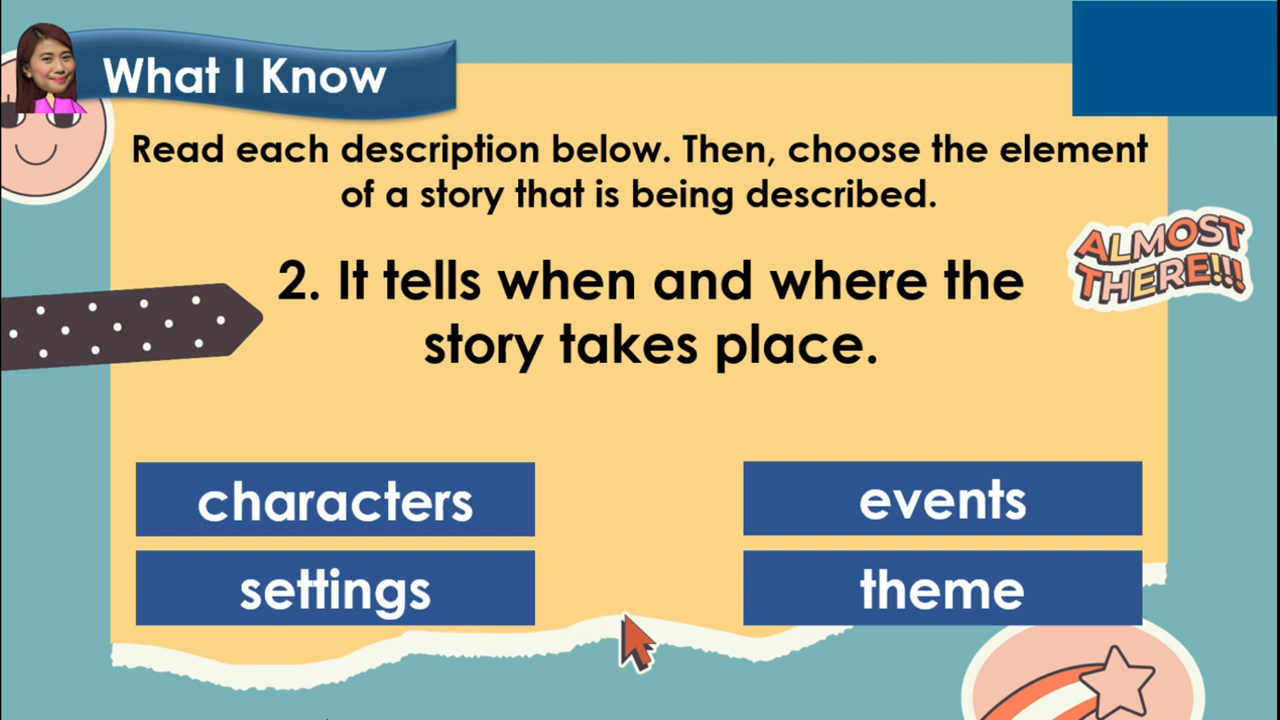 What I Know
Read each description below. Then, choose the element
of a story that is being described.
ALMOST
THERE!!!
2. It tells when and where the
story takes place.
characters
events
settings
theme